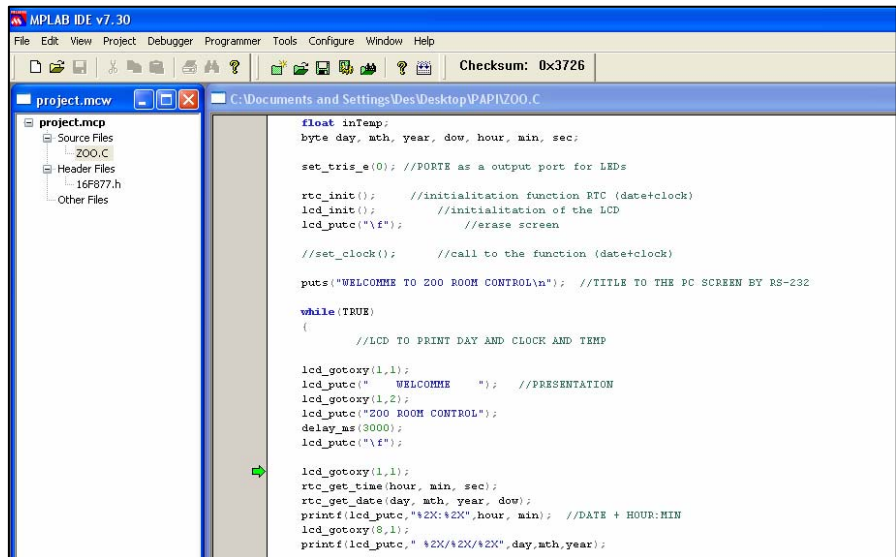 MPLAB IDE v7.30
File Edit View Project Debugger Programmer Tools Configure Window Help
Checksum: 0x3726
project.mcw
project.mcp
Source Files
ZOO.C
Header Files
16F877.h
Other Files
C:\Documents and Settings\Des\Desktop\PAPI\ZOO.C
float inTemp;
byte day, mth, year, dow, hour, min, sec;
set_tris_e(0); //PORTE as a output port for LEDs
rtc_init(); //initialitation function RTC (date+clock)
lcd_init(); //initialitation of the LCD
lcd_putc("\f"); //erase screen
//set_clock(); //call to the function (date+clock)
puts("WELCOMME TO ZOO ROOM CONTROL\n"); //TITLE TO THE PC SCREEN BY RS-232
while(TRUE)
{
//LCD TO PRINT DAY AND CLOCK AND TEMP
lcd_gotoxy(1,1);
lcd_putc("    WELCOMME    "); //PRESENTATION
lcd_gotoxy(1,2);
lcd_putc("ZOO ROOM CONTROL");
delay_ms(3000);
lcd_putc("\f");
lcd_gotoxy(1,1);
rtc_get_time(hour, min, sec);
rtc_get_date(day, mth, year, dow);
printf(lcd_putc,"%2X:%2X",hour, min); //DATE + HOUR:MIN
lcd_gotoxy(8,1);
printf(lcd_putc," %2X/%2X/%2X",day,mth,year);